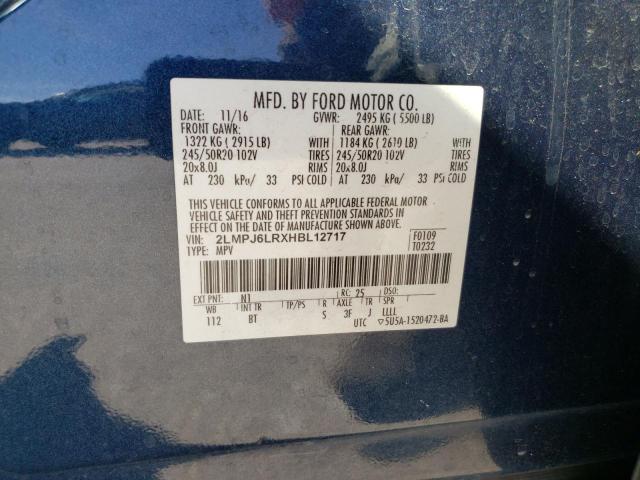 MFD. BY FORD MOTOR CO.
DATE: 11/16 GVWR: 2495 KG ( 5500 LB)
FRONT GAWR: REAR GAWR:
1322 KG ( 2915 LB) WITH 1184 KG ( 2610 LB) WITH
245/50R20 102V TIRES 245/50R20 102V TIRES
20x8.0J RIMS 20x8.0J RIMS
AT 230 kPa/ 33 PSI COLD AT 230 kPa/ 33 PSI COLD
THIS VEHICLE CONFORMS TO ALL APPLICABLE FEDERAL MOTOR
VEHICLE SAFETY AND THEFT PREVENTION STANDARDS IN
EFFECT ON THE DATE OF MANUFACTURE SHOWN ABOVE.
VIN: 2LMPJ6LRXHBL12717 F0109
TYPE: MPV T0232
EXT PNT: N1 RC: 25 DSO:
WB INT TR TP/PS R AXLE TR SPR
112 BT S 3F J LLLL
UTC ▽5U5A-1520472-BA